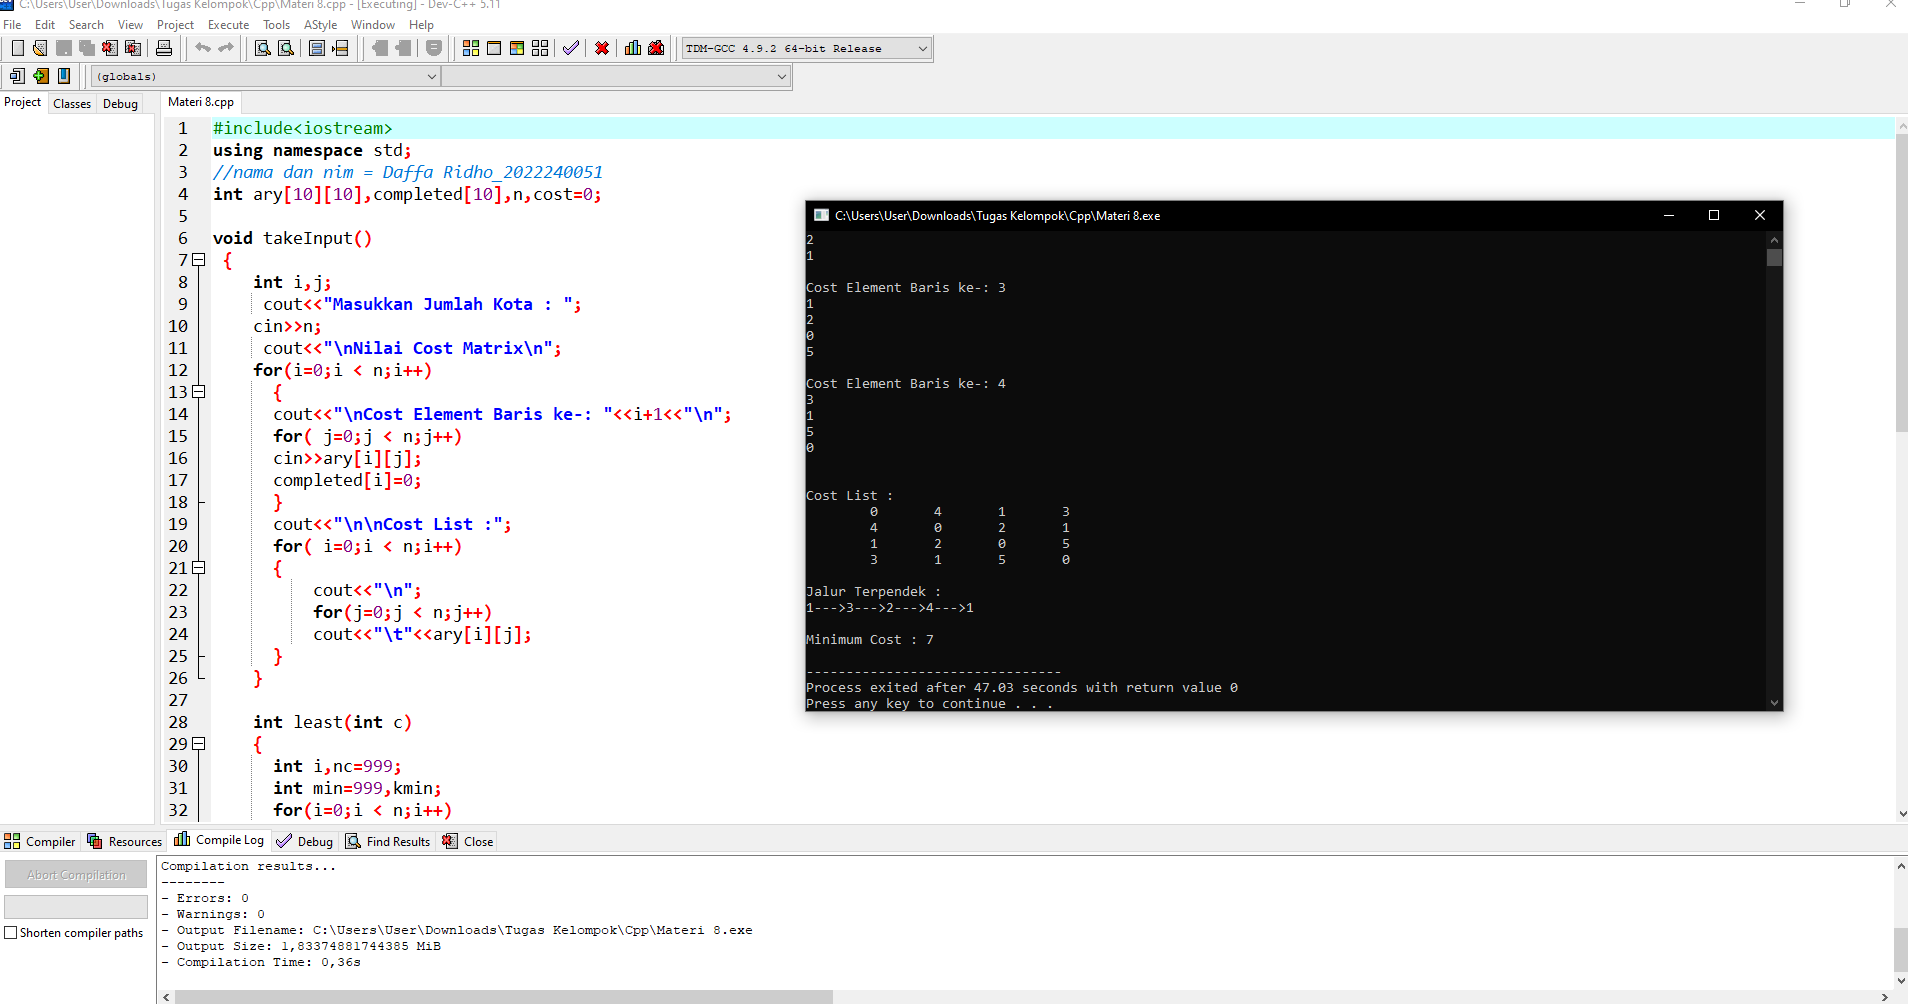 C:\Users\User\Downloads\Tugas Kelompok\Cpp\Materi 8.cpp - [Executing] - Dev-C++ 5.11
File Edit Search View Project Execute Tools AStyle Window Help
TDM-GCC 4.9.2 64-bit Release
(globals)
Project Classes Debug
Materi 8.cpp
1 #include<iostream>
2 using namespace std;
3 //nama dan nim = Daffa Ridho_2022240051
4 int ary[10][10],completed[10],n,cost=0;
5
6 void takeInput()
7 {
8 int i,j;
9 cout<<"Masukkan Jumlah Kota : ";
10 cin>>n;
11 cout<<"\nNilai Cost Matrix\n";
12 for(i=0;i < n;i++)
13 {
14 cout<<"\nCost Element Baris ke-: "<<i+1<<"\n";
15 for( j=0;j < n;j++)
16 cin>>ary[i][j];
17 completed[i]=0;
18 }
19 cout<<"\n\nCost List :";
20 for( i=0;i < n;i++)
21 {
22 cout<<"\n";
23 for(j=0;j < n;j++)
24 cout<<"\t"<<ary[i][j];
25 }
26 }
27
28 int least(int c)
29 {
30 int i,nc=999;
31 int min=999,kmin;
32 for(i=0;i < n;i++)
C:\Users\User\Downloads\Tugas Kelompok\Cpp\Materi 8.exe
2
1
Cost Element Baris ke-: 3
1
2
0
5
Cost Element Baris ke-: 4
3
1
5
0
Cost List :
0 4 1 3
4 0 2 1
1 2 0 5
3 1 5 0
Jalur Terpendek :
1--->3--->2--->4--->1
Minimum Cost : 7
--------------------------------
Process exited after 47.03 seconds with return value 0
Press any key to continue . . .
Compiler Resources Compile Log Debug Find Results Close
Abort Compilation
Shorten compiler paths
Compilation results...
--------
- Errors: 0
- Warnings: 0
- Output Filename: C:\Users\User\Downloads\Tugas Kelompok\Cpp\Materi 8.exe
- Output Size: 1,83374881744385 MiB
- Compilation Time: 0,36s